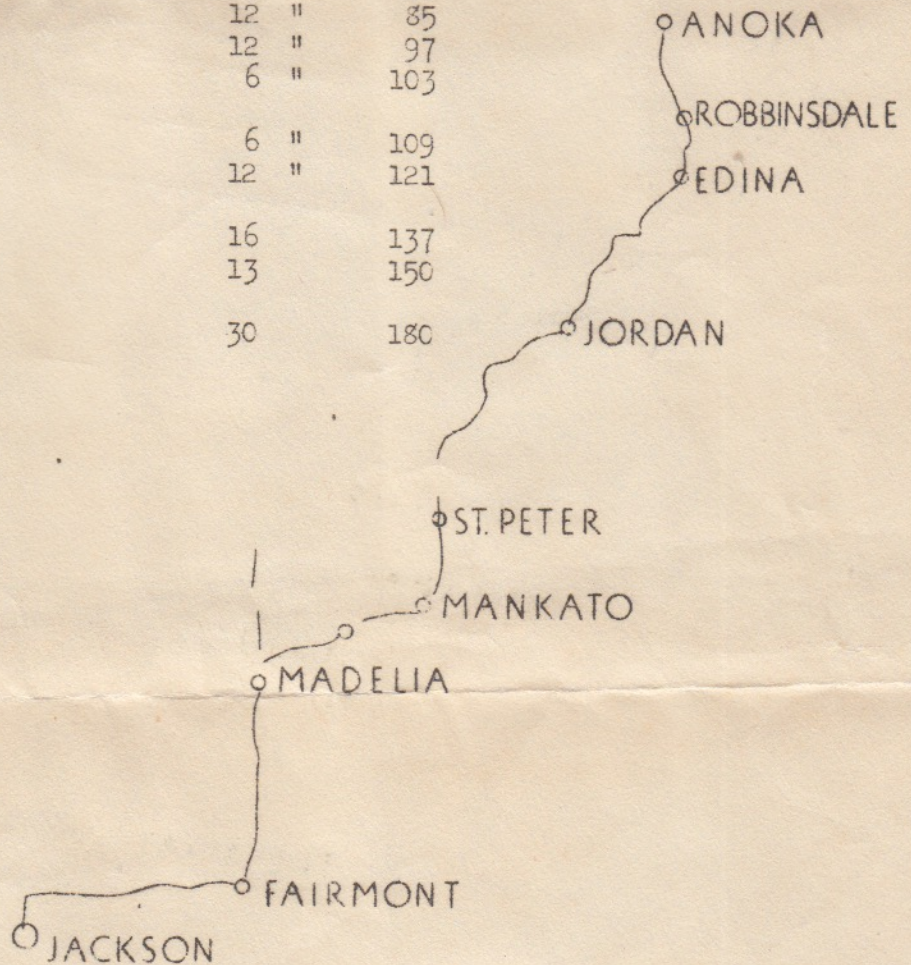 12 " 85
ANOKA
12 " 97
6 " 103
ROBBINSDALE
6 " 109
12 " 121
EDINA
16 137
13 150
30 180
JORDAN
ST. PETER
MANKATO
MADELIA
FAIRMONT
JACKSON